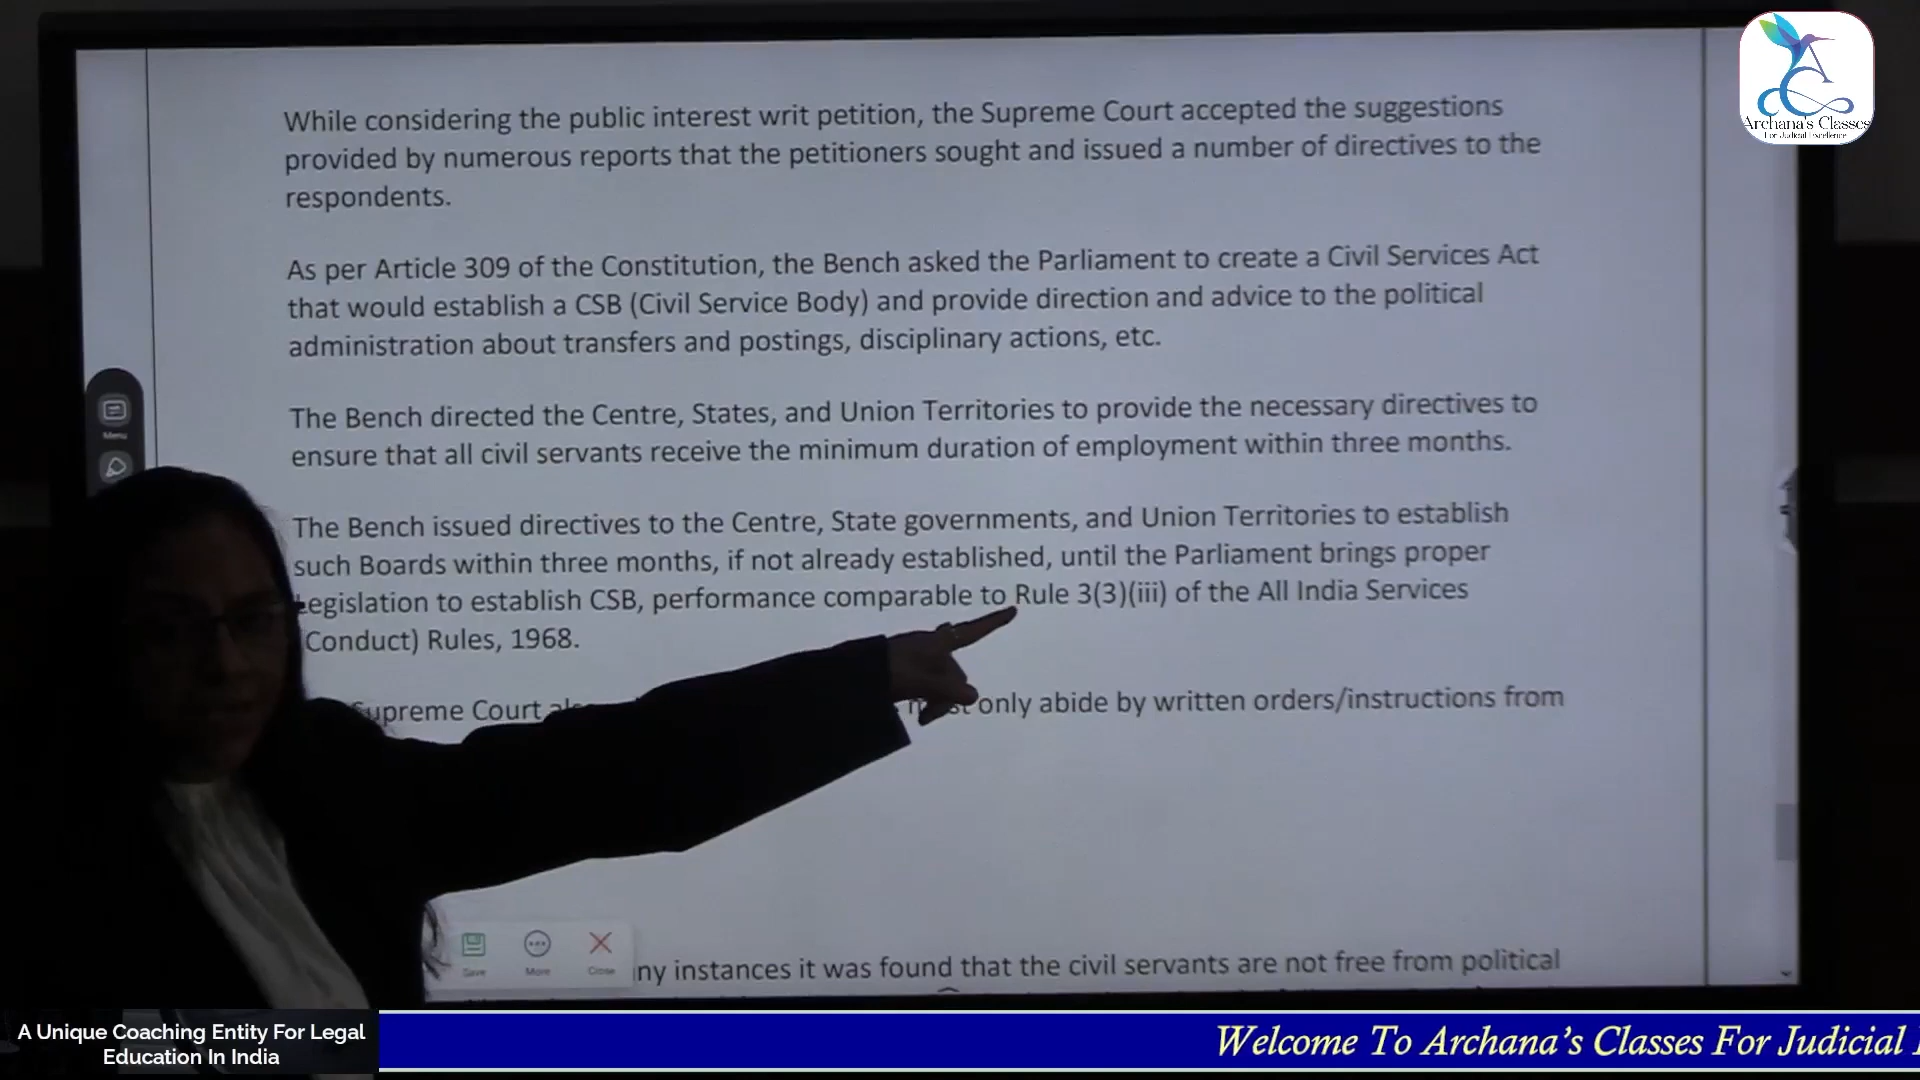 Archana's Classes
For Judicial Excellence
While considering the public interest writ petition, the Supreme Court accepted the suggestions
provided by numerous reports that the petitioners sought and issued a number of directives to the
respondents.
As per Article 309 of the Constitution, the Bench asked the Parliament to create a Civil Services Act
that would establish a CSB (Civil Service Body) and provide direction and advice to the political
administration about transfers and postings, disciplinary actions, etc.
The Bench directed the Centre, States, and Union Territories to provide the necessary directives to
ensure that all civil servants receive the minimum duration of employment within three months.
The Bench issued directives to the Centre, State governments, and Union Territories to establish
such Boards within three months, if not already established, until the Parliament brings proper
legislation to establish CSB, performance comparable to Rule 3(3)(iii) of the All India Services
(Conduct) Rules, 1968.
Supreme Court only abide by written orders/instructions from
instances it was found that the civil servants are not free from political
Menu
Save More Close
A Unique Coaching Entity For Legal
Education In India
Welcome To Archana's Classes For Judicial